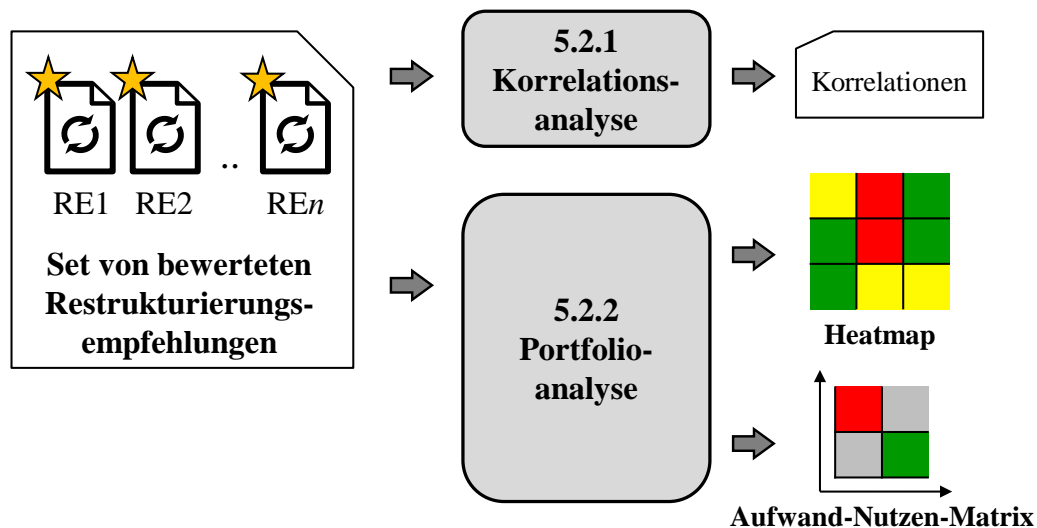 RE1 RE2 .. REn
Set von bewerteten
Restrukturierungs-
empfehlungen
5.2.1
Korrelations-
analyse
Korrelationen
5.2.2
Portfolio-
analyse
Heatmap
Aufwand-Nutzen-Matrix